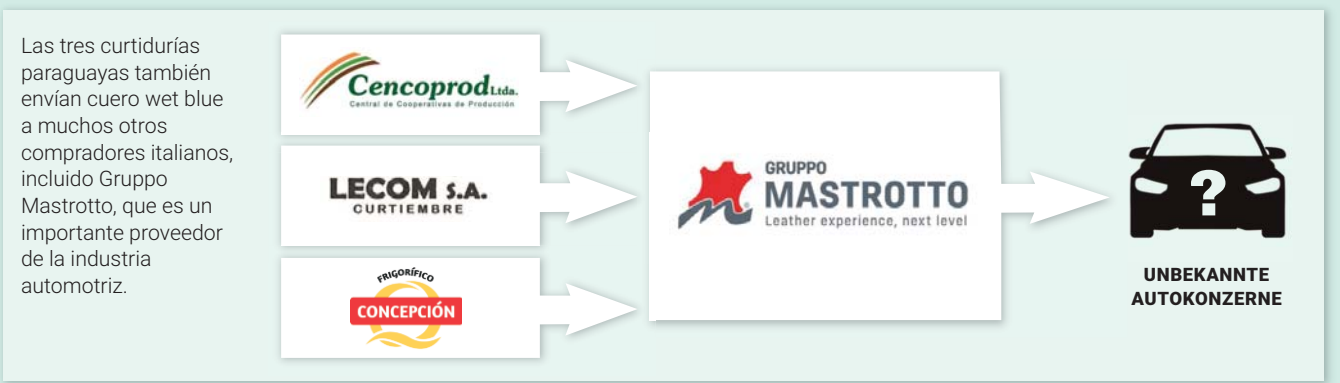 Las tres curtidurías
paraguayas también
envían cuero wet blue
a muchos otros
compradores italianos,
incluido Gruppo
Mastrotto, que es un
importante proveedor
de la industria
automotriz.
Cencoprod Ltda.
Central de Cooperativas de Producción
LECOM S.A.
CURTIEMBRE
FRIGORÍFICO
CONCEPCIÓN
GRUPPO
MASTROTTO
Leather experience, next level
?
UNBEKANNTE
AUTOKONZERNE